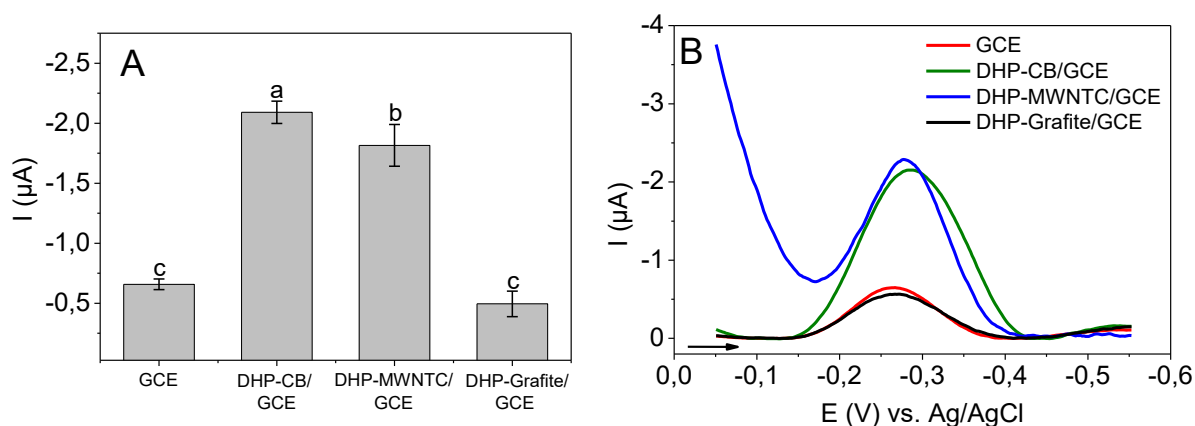 A
-2,5
-2,0
-1,5
-1,0
-0,5
I (µA)
a
b
c
c
GCE
DHP-CB/
GCE
DHP-MWNTC/
GCE
DHP-Grafite/
GCE
B
-4
-3
-2
-1
0
I (µA)
GCE
DHP-CB/GCE
DHP-MWNTC/GCE
DHP-Grafite/GCE
0,0 -0,1 -0,2 -0,3 -0,4 -0,5 -0,6
E (V) vs. Ag/AgCl